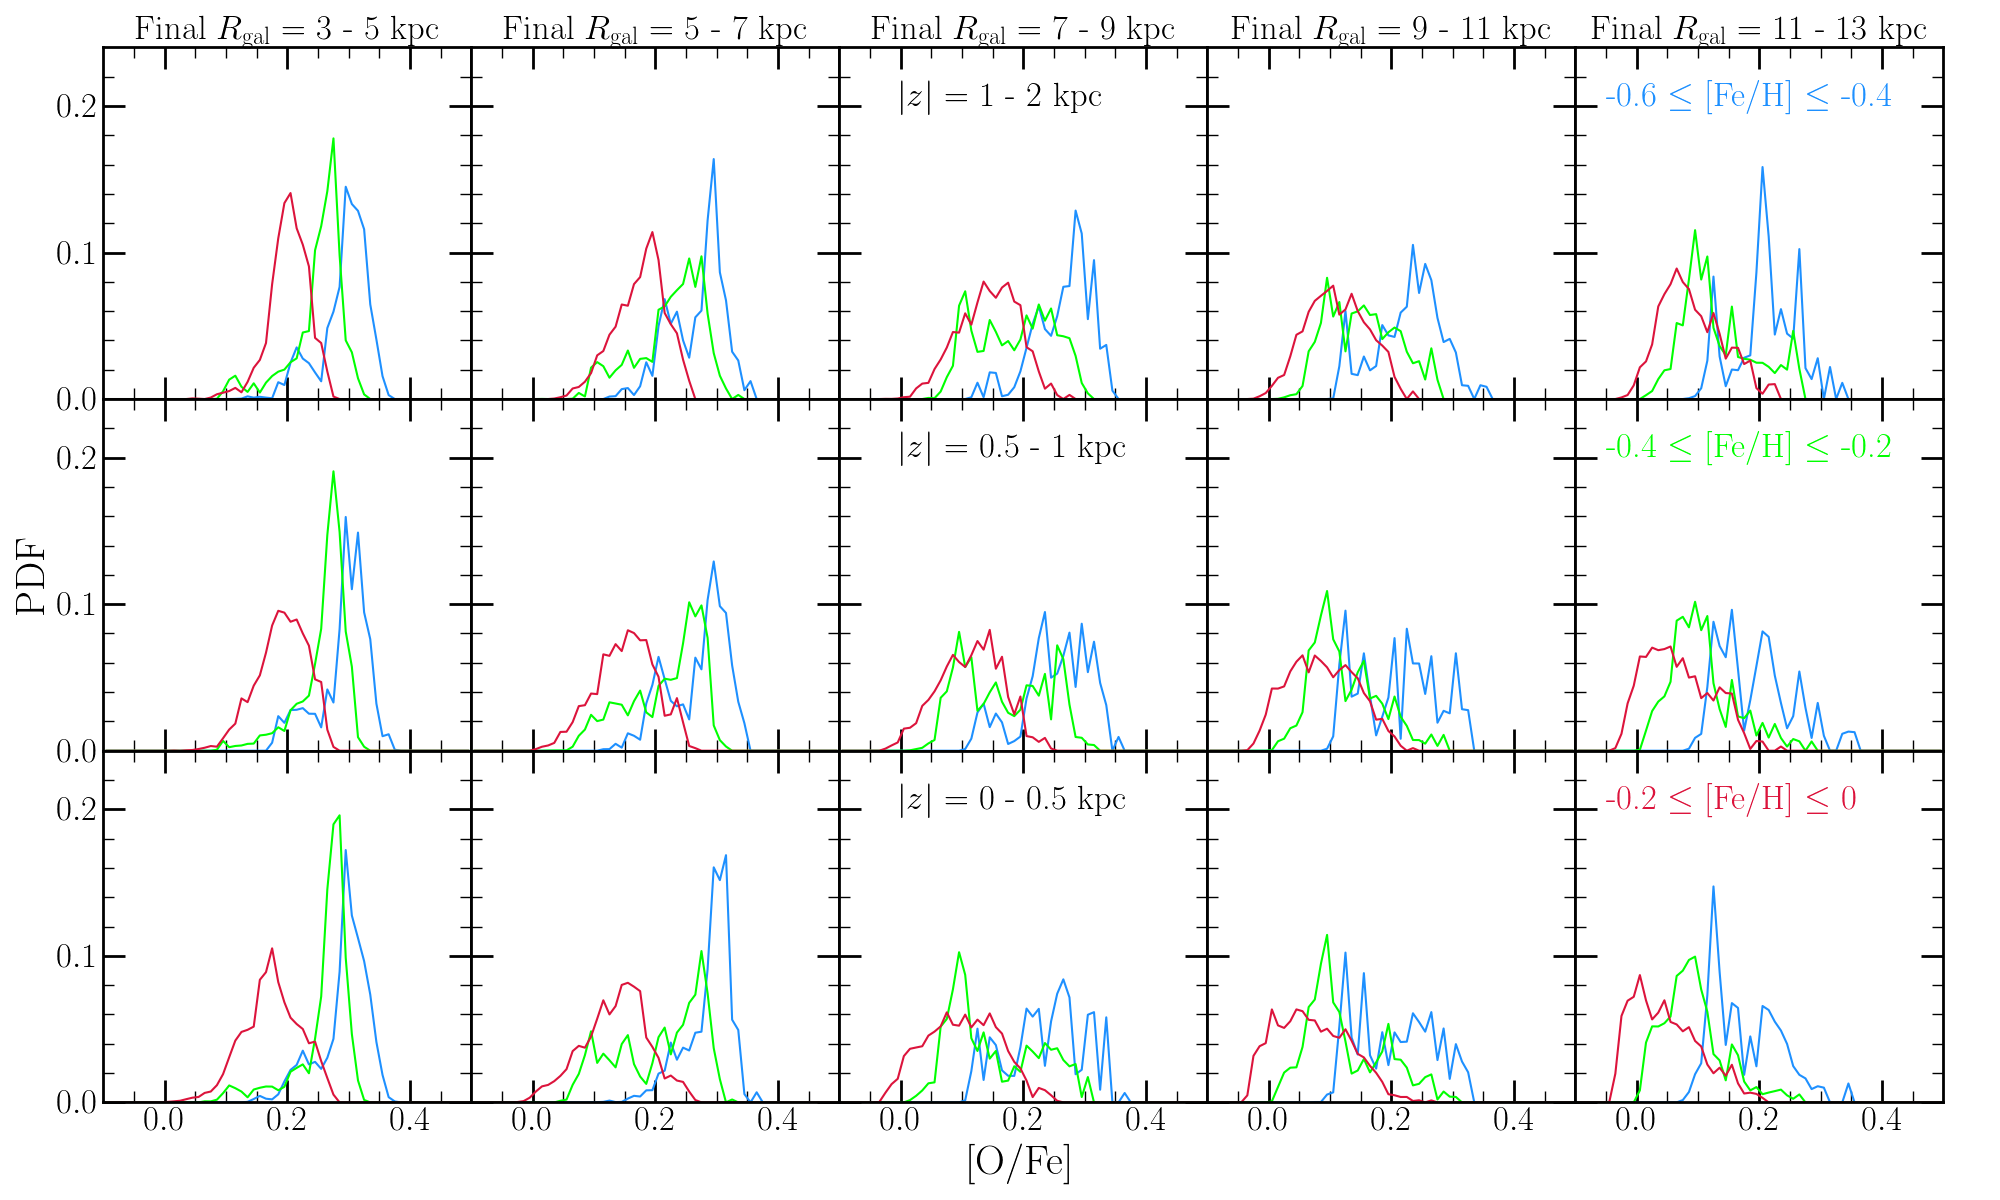 Final R_gal = 3 - 5 kpc
Final R_gal = 5 - 7 kpc
Final R_gal = 7 - 9 kpc
Final R_gal = 9 - 11 kpc
Final R_gal = 11 - 13 kpc
|z| = 1 - 2 kpc
-0.6 ≤ [Fe/H] ≤ -0.4
0.2
0.1
0.0
|z| = 0.5 - 1 kpc
-0.4 ≤ [Fe/H] ≤ -0.2
0.2
0.1
0.0
PDF
|z| = 0 - 0.5 kpc
-0.2 ≤ [Fe/H] ≤ 0
0.2
0.1
0.0
0.0 0.2 0.4
0.0 0.2 0.4
0.0 0.2 0.4
0.0 0.2 0.4
0.0 0.2 0.4
[O/Fe]